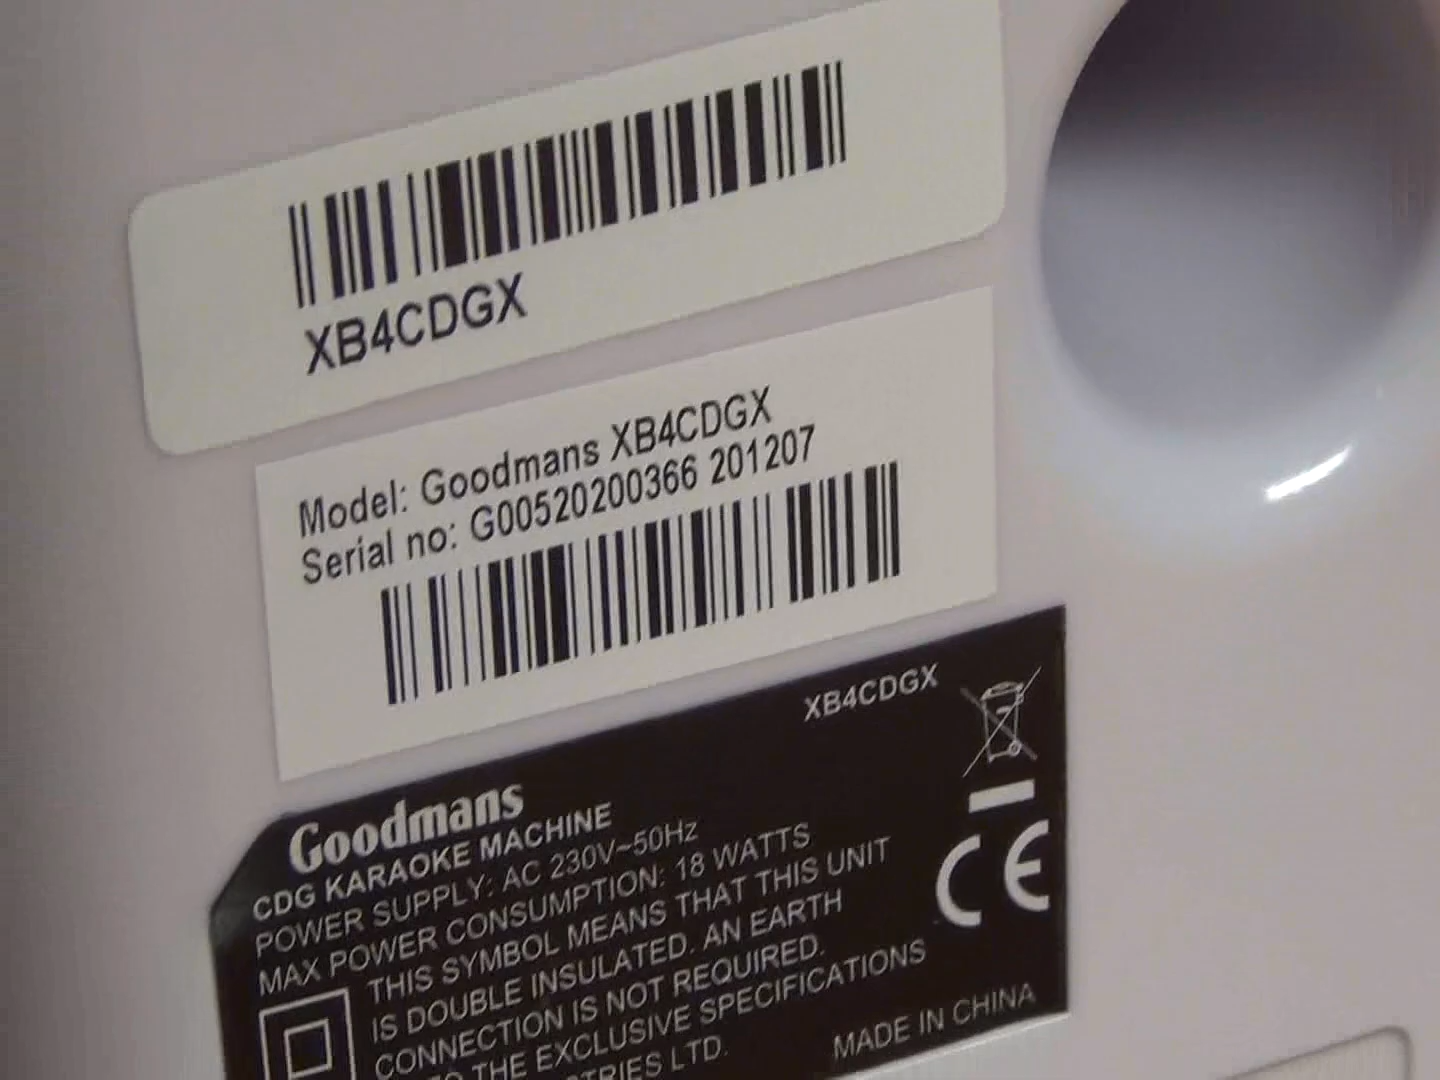 XB4CDGX
Model: Goodmans XB4CDGX
Serial no: G00520200366 201207
XB4CDGX
Goodmans
CDG KARAOKE MACHINE
POWER SUPPLY: AC 230V~50Hz
MAX POWER CONSUMPTION: 18 WATTS
THIS SYMBOL MEANS THAT THIS UNIT
IS DOUBLE INSULATED. AN EARTH
CONNECTION IS NOT REQUIRED.
THE EXCLUSIVE SPECIFICATIONS
LTD.
CE
MADE IN CHINA